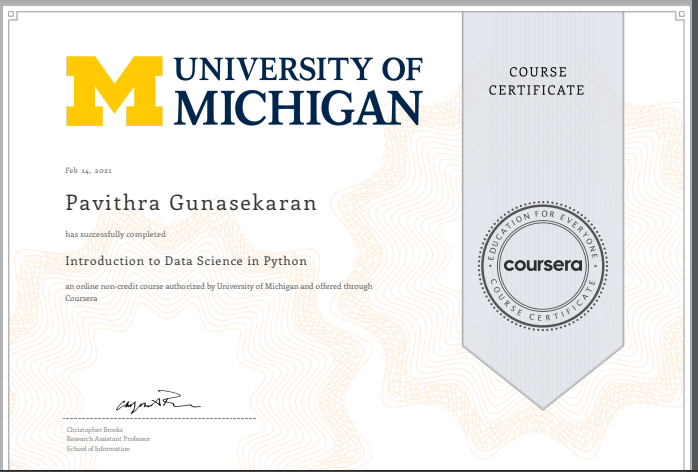 UNIVERSITY OF
MICHIGAN
COURSE
CERTIFICATE
Feb 14, 2021
Pavithra Gunasekaran
has successfully completed
Introduction to Data Science in Python
an online non-credit course authorized by University of Michigan and offered through
Coursera
EDUCATION FOR EVERYONE
coursera
COURSE CERTIFICATE
Christopher Brooks
Research Assistant Professor
School of Information